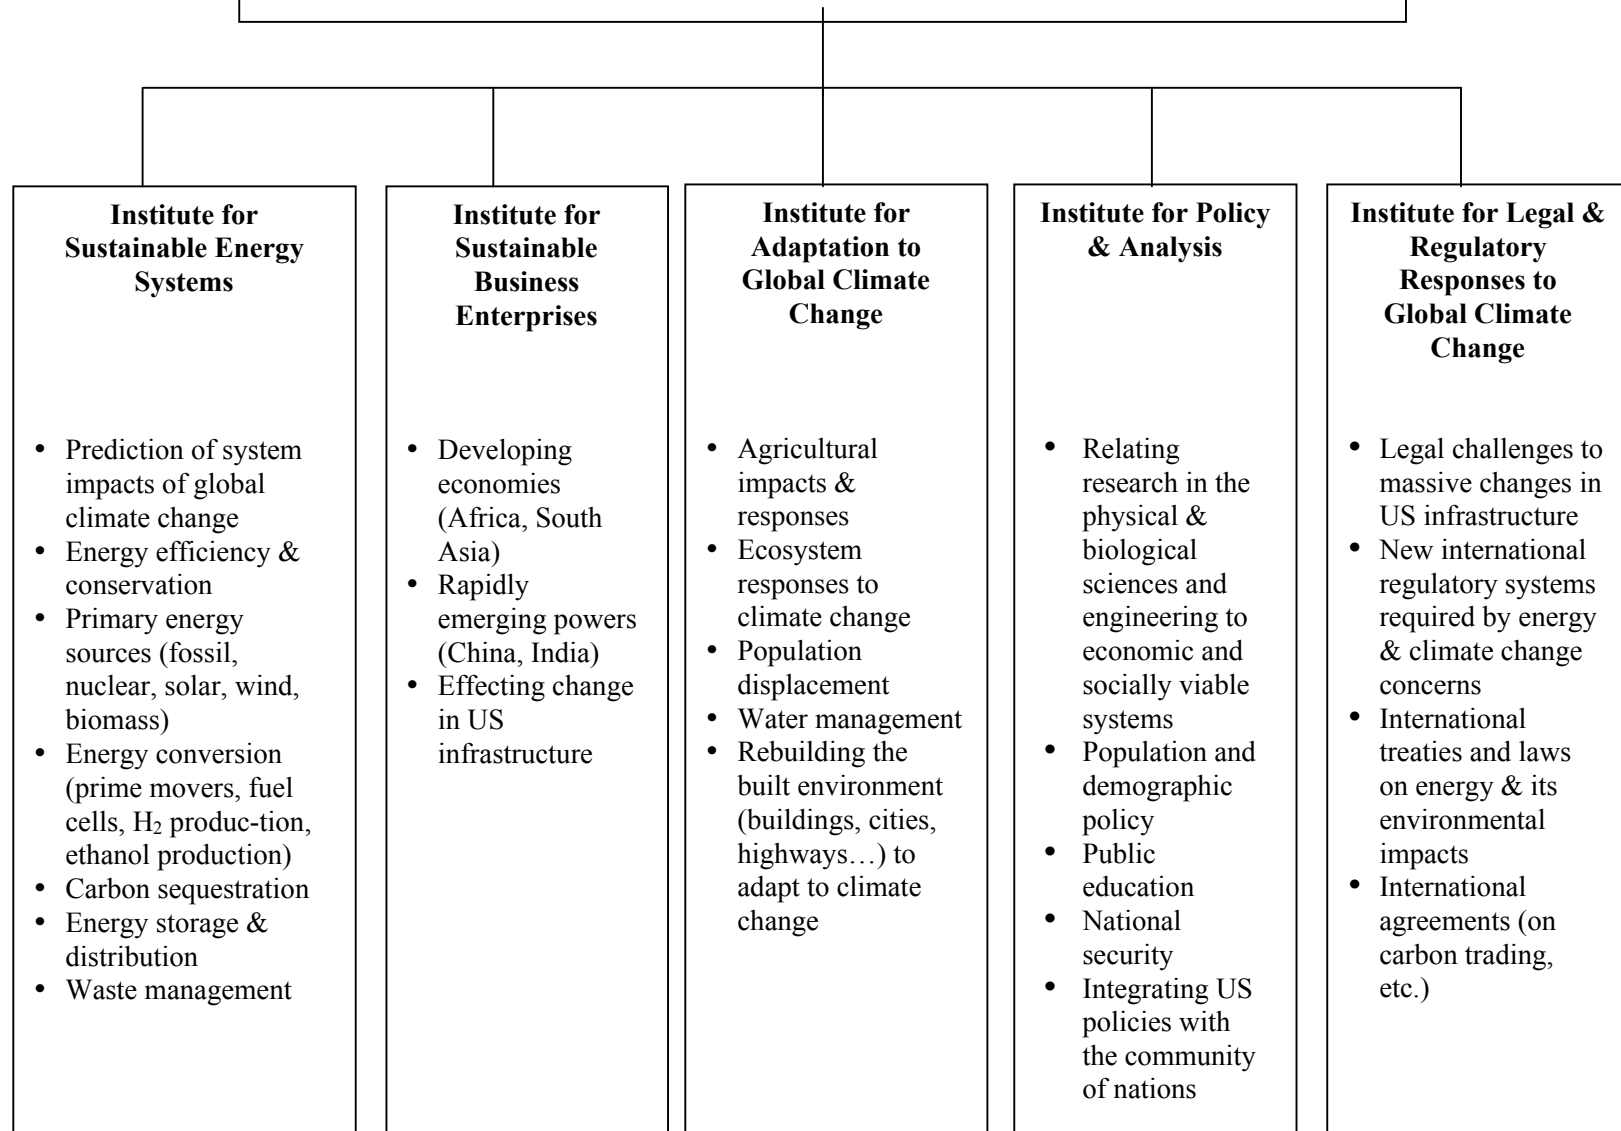 Institute for
Sustainable Energy
Systems
• Prediction of system
impacts of global
climate change
• Energy efficiency &
conservation
• Primary energy
sources (fossil,
nuclear, solar, wind,
biomass)
• Energy conversion
(prime movers, fuel
cells, H₂ produc-tion,
ethanol production)
• Carbon sequestration
• Energy storage &
distribution
• Waste management
Institute for
Sustainable
Business
Enterprises
• Developing
economies
(Africa, South
Asia)
• Rapidly
emerging powers
(China, India)
• Effecting change
in US
infrastructure
Institute for
Adaptation to
Global Climate
Change
• Agricultural
impacts &
responses
• Ecosystem
responses to
climate change
• Population
displacement
• Water management
• Rebuilding the
built environment
(buildings, cities,
highways…) to
adapt to climate
change
Institute for Policy
& Analysis
• Relating
research in the
physical &
biological
sciences and
engineering to
economic and
socially viable
systems
• Population and
demographic
policy
• Public
education
• National
security
• Integrating US
policies with
the community
of nations
Institute for Legal &
Regulatory
Responses to
Global Climate
Change
• Legal challenges to
massive changes in
US infrastructure
• New international
regulatory systems
required by energy
& climate change
concerns
• International
treaties and laws
on energy & its
environmental
impacts
• International
agreements (on
carbon trading,
etc.)